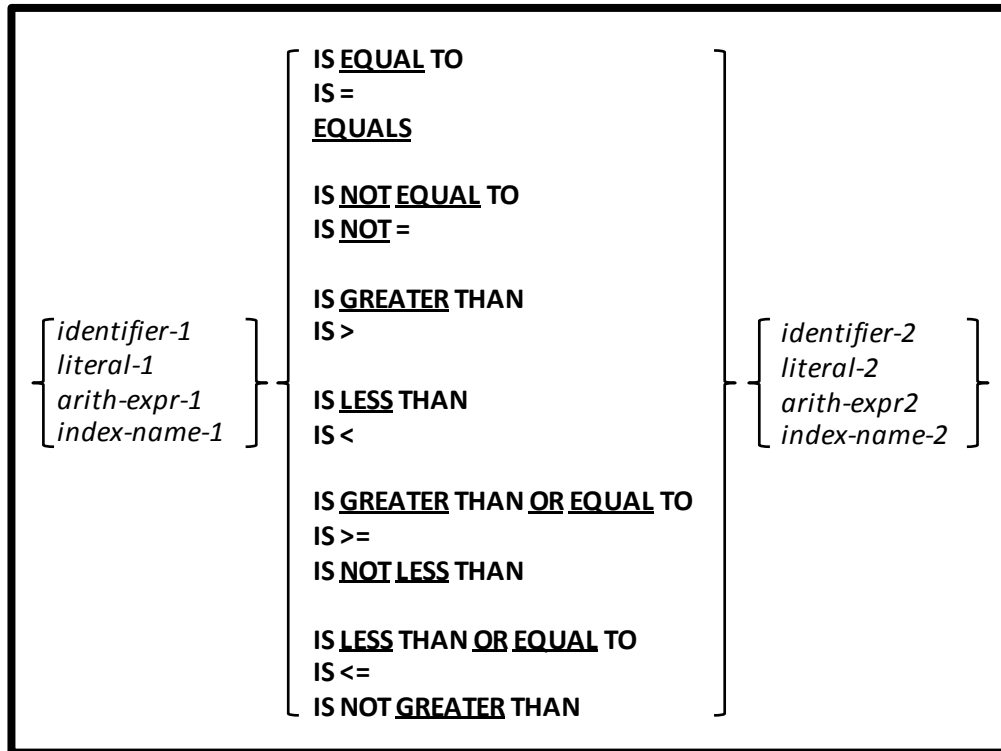 identifier-1
literal-1
arith-expr-1
index-name-1
IS EQUAL TO
IS =
EQUALS
IS NOT EQUAL TO
IS NOT =
IS GREATER THAN
IS >
IS LESS THAN
IS <
IS GREATER THAN OR EQUAL TO
IS >=
IS NOT LESS THAN
IS LESS THAN OR EQUAL TO
IS <=
IS NOT GREATER THAN
identifier-2
literal-2
arith-expr2
index-name-2